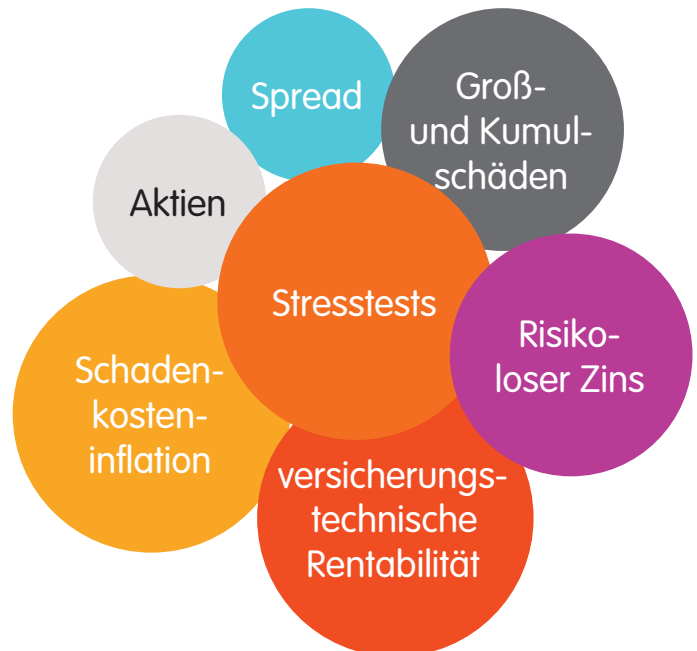 Spread
Groß-
und Kumul-
schäden
Aktien
Stresstests
Risiko-
loser Zins
Schaden-
kosten-
inflation
versicherungs-
technische
Rentabilität